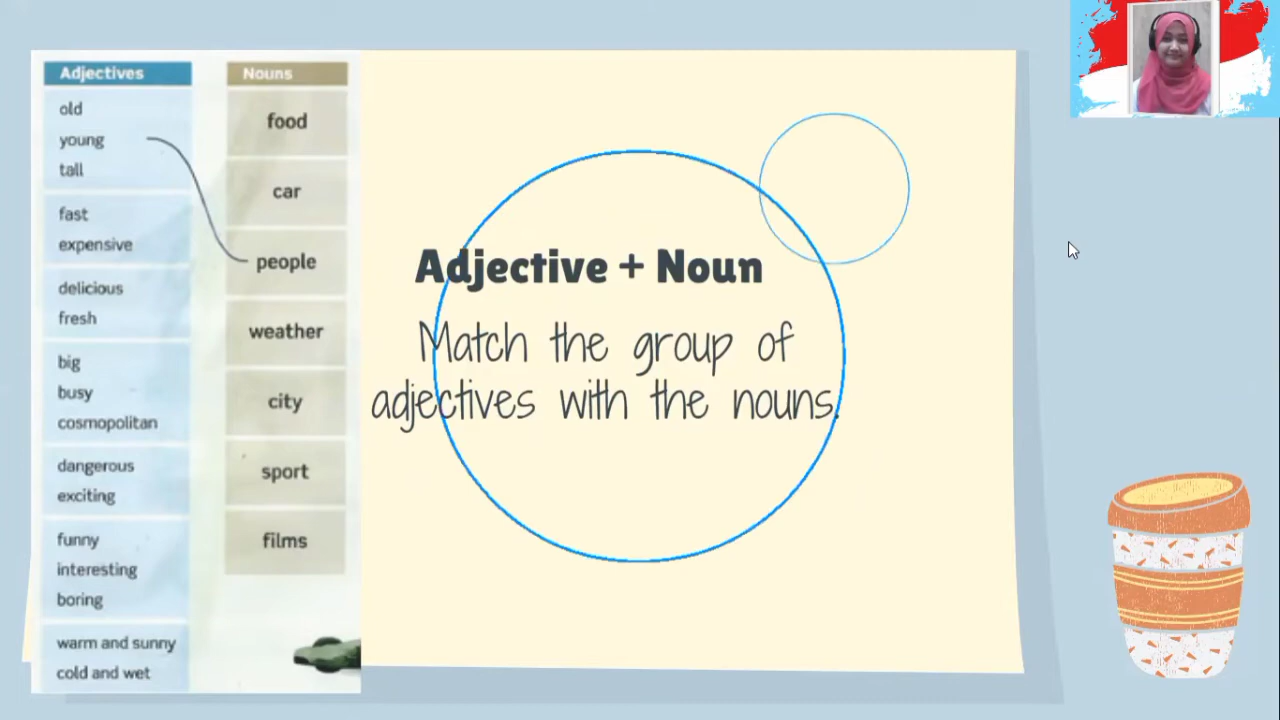 Adjectives
old
young
tall
fast
expensive
delicious
fresh
big
busy
cosmopolitan
dangerous
exciting
funny
interesting
boring
warm and sunny
cold and wet
Nouns
food
car
people
weather
city
sport
films
Adjective + Noun
Match the group of
adjectives with the nouns.